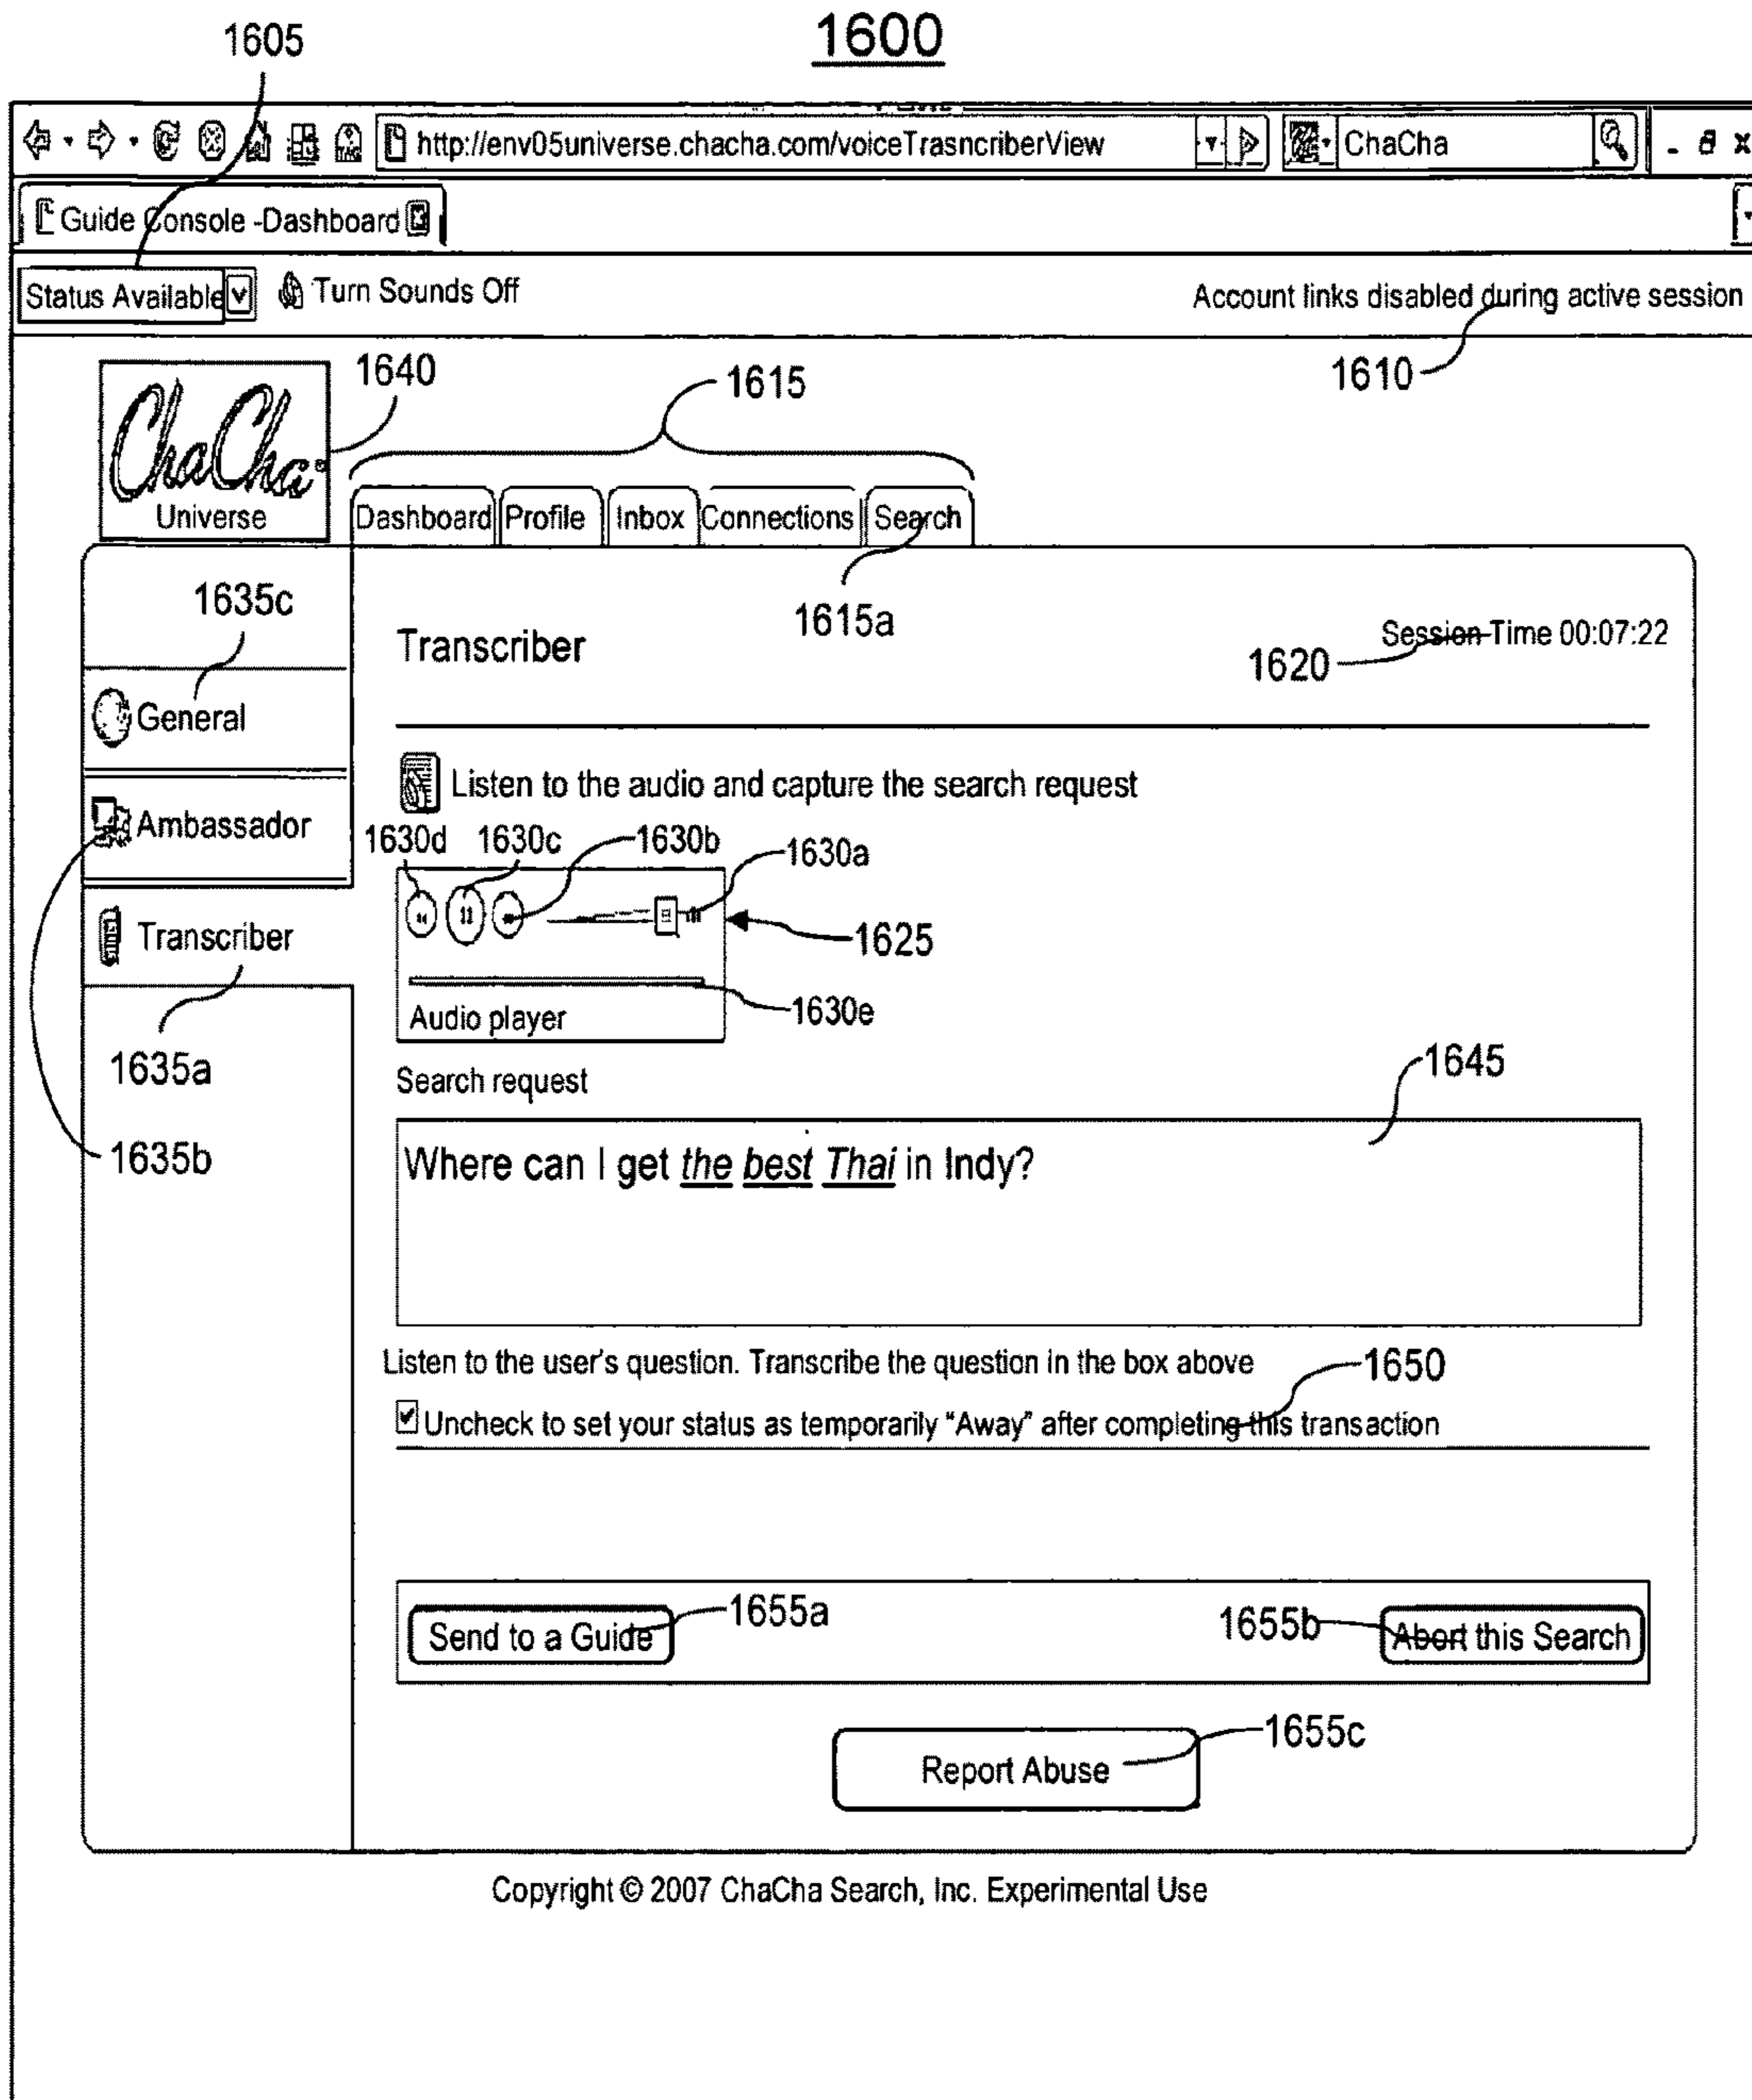 1600
1605
http://env05universe.chacha.com/voiceTrasncriberView
ChaCha
Guide Console -Dashboard
Status Available
Turn Sounds Off
Account links disabled during active session
1610
1640
1615
ChaCha
Universe
Dashboard Profile Inbox Connections Search
1615a
1635c
Transcriber
Session Time 00:07:22
1620
General
Listen to the audio and capture the search request
Ambassador
1630d 1630c 1630b 1630a
1625
Transcriber
1630e
Audio player
1635a
Search request
1645
1635b
Where can I get the best Thai in Indy?
Listen to the user's question. Transcribe the question in the box above
1650
Uncheck to set your status as temporarily “Away” after completing this transaction
Send to a Guide
1655a
1655b
Abort this Search
1655c
Report Abuse
Copyright © 2007 ChaCha Search, Inc. Experimental Use